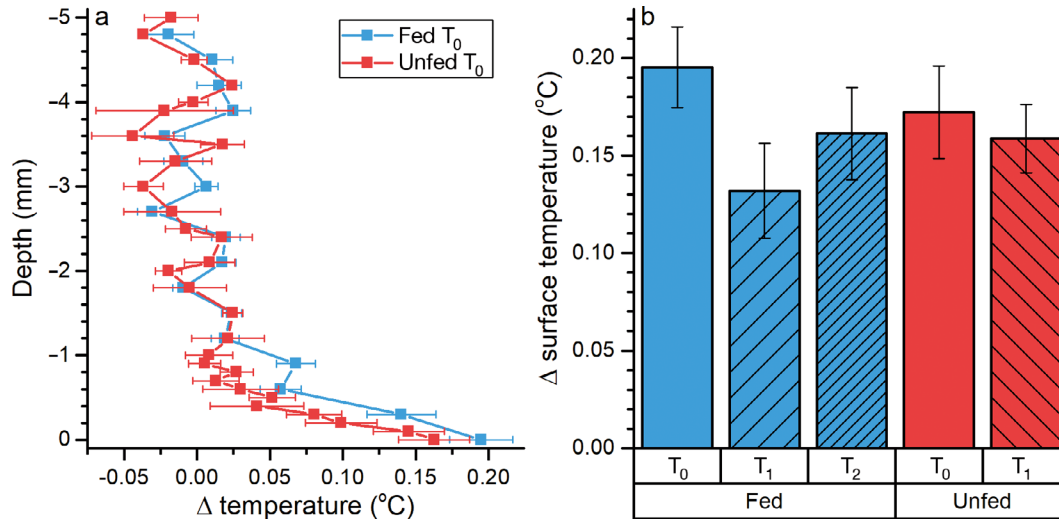 a
Fed T0
Unfed T0
−5
−4
−3
−2
−1
0
Depth (mm)
-0.05 0.00 0.05 0.10 0.15 0.20
Δ temperature (°C)
b
0.20
0.15
0.10
0.05
0.00
Δ surface temperature (°C)
T0 T1 T2 T0 T1
Fed Unfed